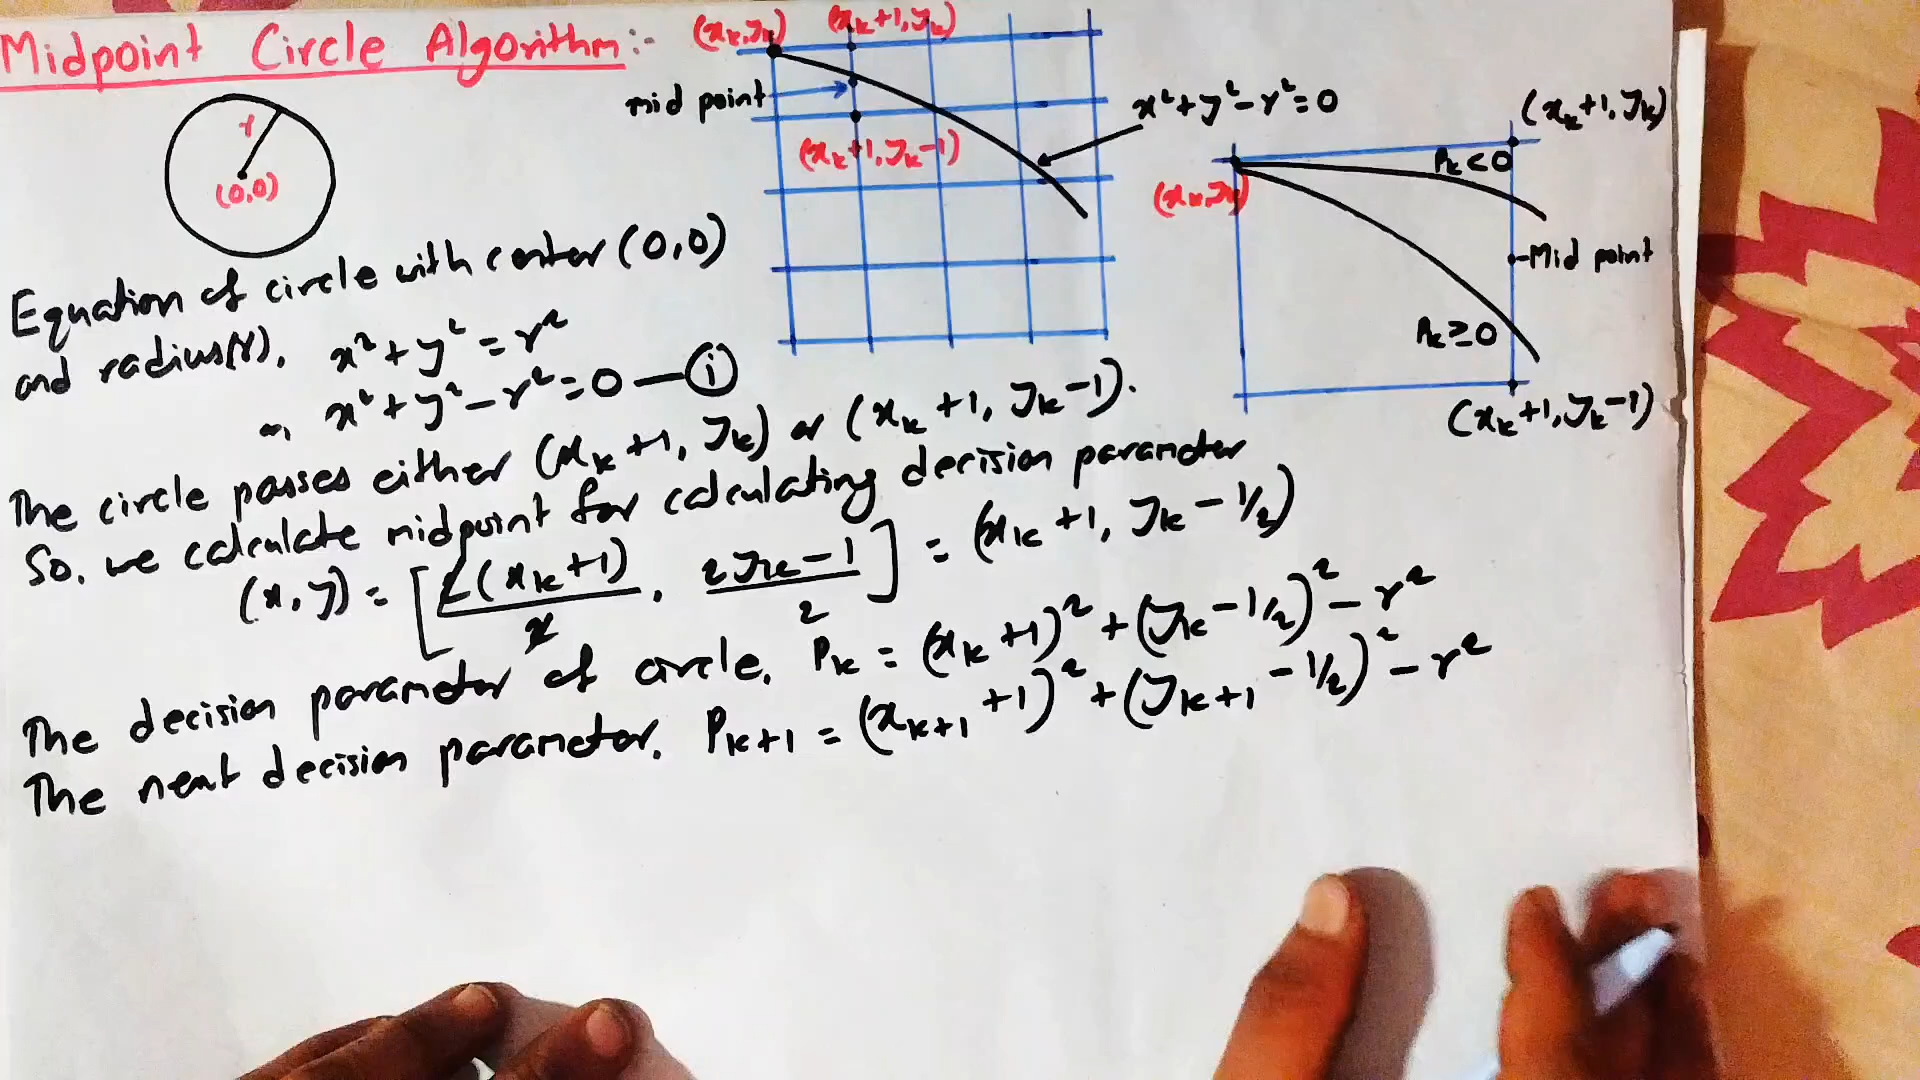 Midpoint Circle Algorithm:-
r
(0,0)
(xₖ,yₖ)
(xₖ+1,yₖ)
mid point
(xₖ+1,yₖ-1)
x²+y²-r²=0
(xₖ+1,yₖ)
Pₖ<0
(xₖ,yₖ)
-Mid point
Pₖ≥0
(xₖ+1,yₖ-1)
Equation of circle with center (0,0)
and radius(r), x²+y²=r²
or, x²+y²-r²=0 — (i)
The circle passes either (xₖ+1, yₖ) or (xₖ+1, yₖ-1).
So, we calculate midpoint for calculating decision parameter
(x,y) = [2(xₖ+1)/2, 2yₖ-1/2] = (xₖ+1, yₖ-1/2)
The decision parameter of circle, Pₖ = (xₖ+1)²+(yₖ-1/2)²-r²
The next decision parameter, Pₖ₊₁ = (xₖ₊₁+1)²+(yₖ₊₁-1/2)²-r²